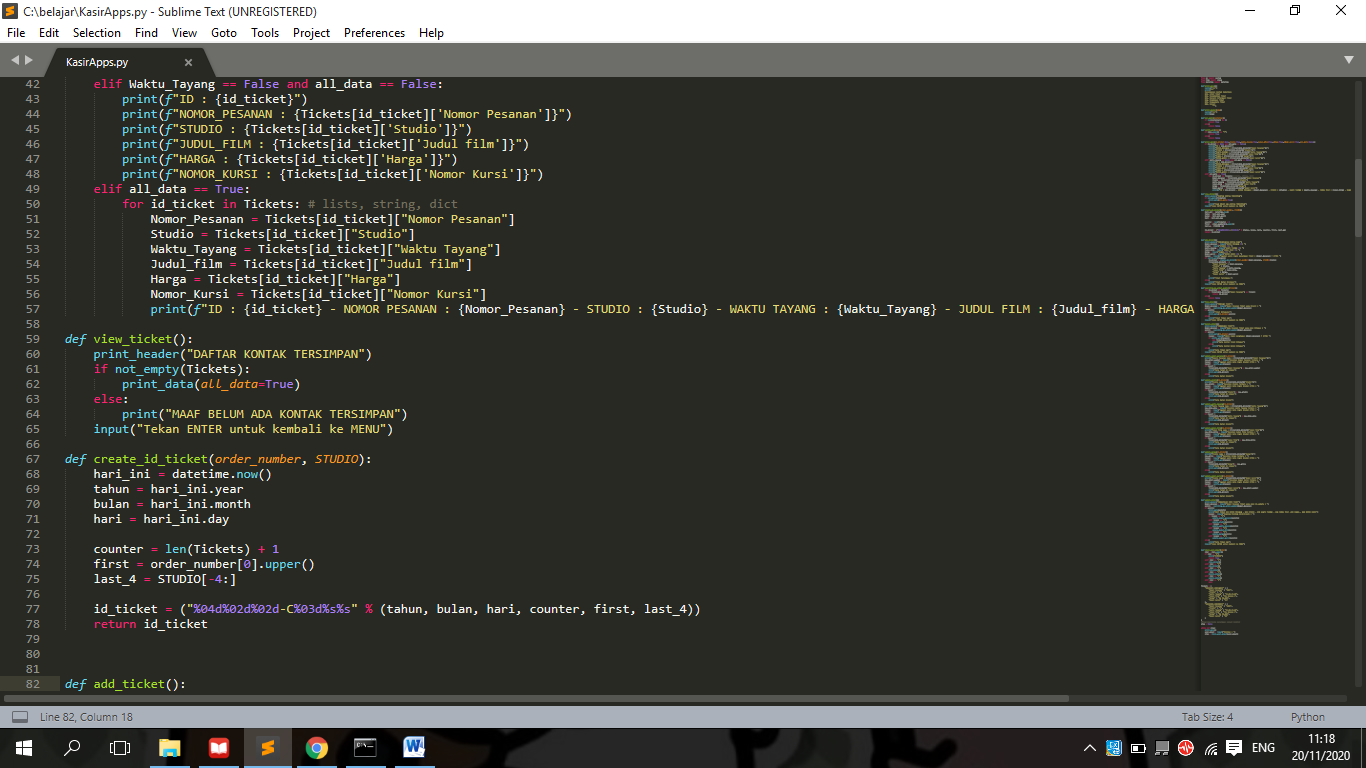 C:\belajar\KasirApps.py - Sublime Text (UNREGISTERED)
File Edit Selection Find View Goto Tools Project Preferences Help
KasirApps.py
42     elif Waktu_Tayang == False and all_data == False:
43         print(f"ID : {id_ticket}")
44         print(f"NOMOR_PESANAN : {Tickets[id_ticket]['Nomor Pesanan']}")
45         print(f"STUDIO : {Tickets[id_ticket]['Studio']}")
46         print(f"JUDUL_FILM : {Tickets[id_ticket]['Judul film']}")
47         print(f"HARGA : {Tickets[id_ticket]['Harga']}")
48         print(f"NOMOR_KURSI : {Tickets[id_ticket]['Nomor Kursi']}")
49     elif all_data == True:
50         for id_ticket in Tickets: # lists, string, dict
51             Nomor_Pesanan = Tickets[id_ticket]["Nomor Pesanan"]
52             Studio = Tickets[id_ticket]["Studio"]
53             Waktu_Tayang = Tickets[id_ticket]["Waktu Tayang"]
54             Judul_film = Tickets[id_ticket]["Judul film"]
55             Harga = Tickets[id_ticket]["Harga"]
56             Nomor_Kursi = Tickets[id_ticket]["Nomor Kursi"]
57             print(f"ID : {id_ticket} - NOMOR PESANAN : {Nomor_Pesanan} - STUDIO : {Studio} - WAKTU TAYANG : {Waktu_Tayang} - JUDUL FILM : {Judul_film} - HARGA
58
59 def view_ticket():
60     print_header("DAFTAR KONTAK TERSIMPAN")
61     if not_empty(Tickets):
62         print_data(all_data=True)
63     else:
64         print("MAAF BELUM ADA KONTAK TERSIMPAN")
65     input("Tekan ENTER untuk kembali ke MENU")
66
67 def create_id_ticket(order_number, STUDIO):
68     hari_ini = datetime.now()
69     tahun = hari_ini.year
70     bulan = hari_ini.month
71     hari = hari_ini.day
72
73     counter = len(Tickets) + 1
74     first = order_number[0].upper()
75     last_4 = STUDIO[-4:]
76
77     id_ticket = ("%04d%02d%02d-C%03d%s%s" % (tahun, bulan, hari, counter, first, last_4))
78     return id_ticket
79
80
81
82 def add_ticket():
Line 82, Column 18 Tab Size: 4 Python
ENG
11:18
20/11/2020